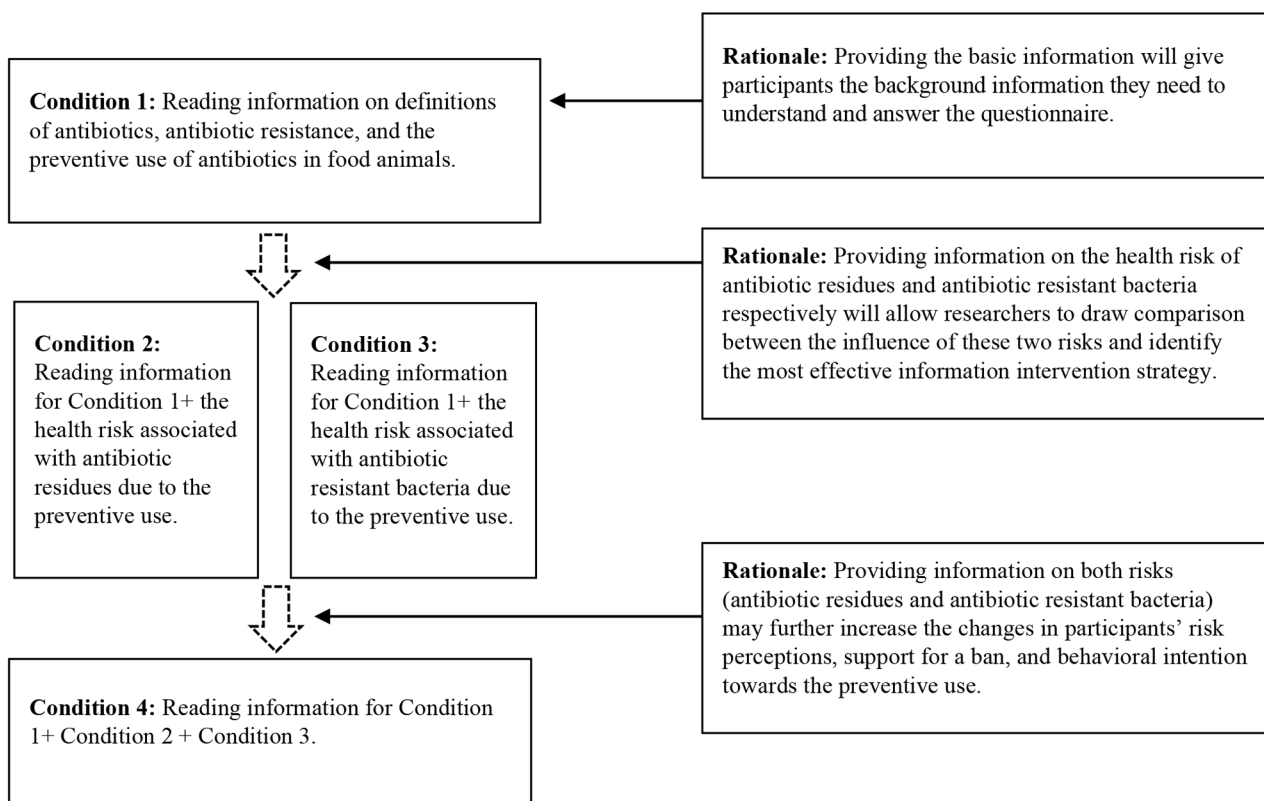 Condition 1: Reading information on definitions
of antibiotics, antibiotic resistance, and the
preventive use of antibiotics in food animals.
Rationale: Providing the basic information will give
participants the background information they need to
understand and answer the questionnaire.
Rationale: Providing information on the health risk of
antibiotic residues and antibiotic resistant bacteria
respectively will allow researchers to draw comparison
between the influence of these two risks and identify
the most effective information intervention strategy.
Condition 2:
Reading information
for Condition 1+ the
health risk associated
with antibiotic
residues due to the
preventive use.
Condition 3:
Reading information
for Condition 1+ the
health risk associated
with antibiotic
resistant bacteria due
to the preventive use.
Rationale: Providing information on both risks
(antibiotic residues and antibiotic resistant bacteria)
may further increase the changes in participants’ risk
perceptions, support for a ban, and behavioral intention
towards the preventive use.
Condition 4: Reading information for Condition
1+ Condition 2 + Condition 3.